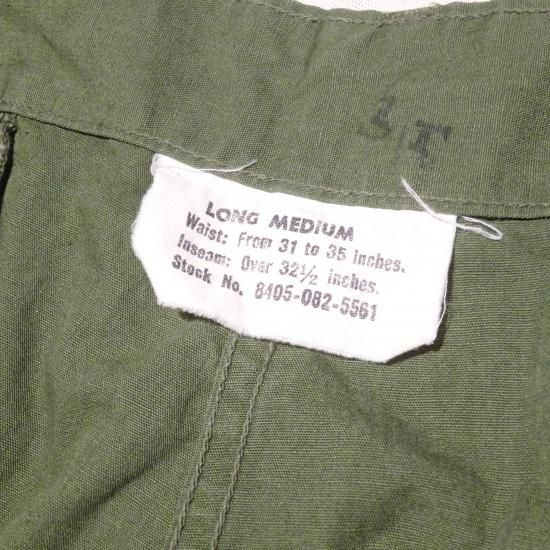 LONG MEDIUM
Waist: From 31 to 35 inches.
Inseam: Over 32½ inches.
Stock No. 8405-082-5561